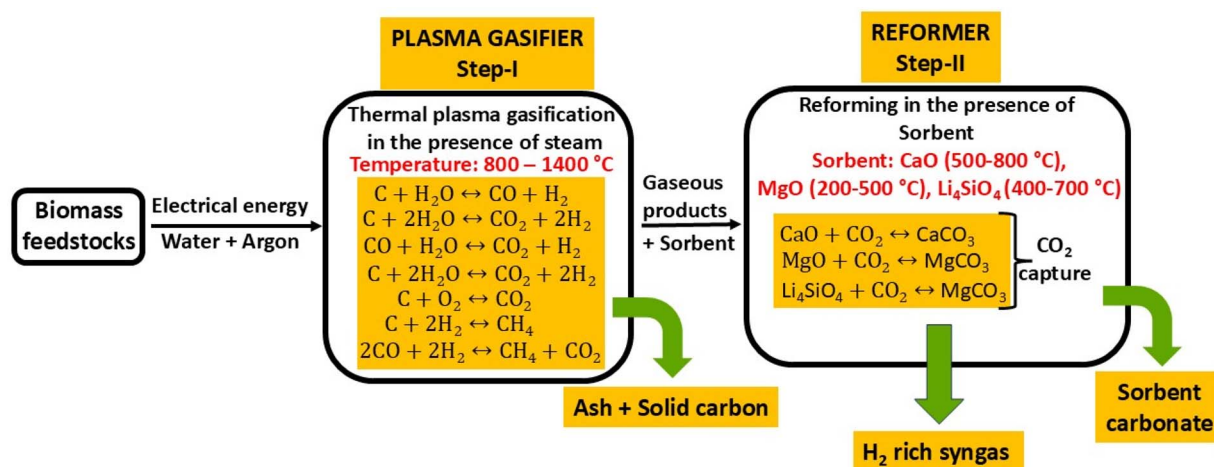 PLASMA GASIFIER
Step-I
Thermal plasma gasification
in the presence of steam
Temperature: 800 – 1400 °C
C + H₂O ↔ CO + H₂
C + 2H₂O ↔ CO₂ + 2H₂
CO + H₂O ↔ CO₂ + H₂
C + 2H₂O ↔ CO₂ + 2H₂
C + O₂ ↔ CO₂
C + 2H₂ ↔ CH₄
2CO + 2H₂ ↔ CH₄ + CO₂
Biomass
feedstocks
Electrical energy
Water + Argon
Ash + Solid carbon
Gaseous
products
+ Sorbent
REFORMER
Step-II
Reforming in the presence of
Sorbent
Sorbent: CaO (500-800 °C),
MgO (200-500 °C), Li₄SiO₄ (400-700 °C)
CaO + CO₂ ↔ CaCO₃
MgO + CO₂ ↔ MgCO₃
Li₄SiO₄ + CO₂ ↔ MgCO₃
CO₂
capture
H₂ rich syngas
Sorbent
carbonate